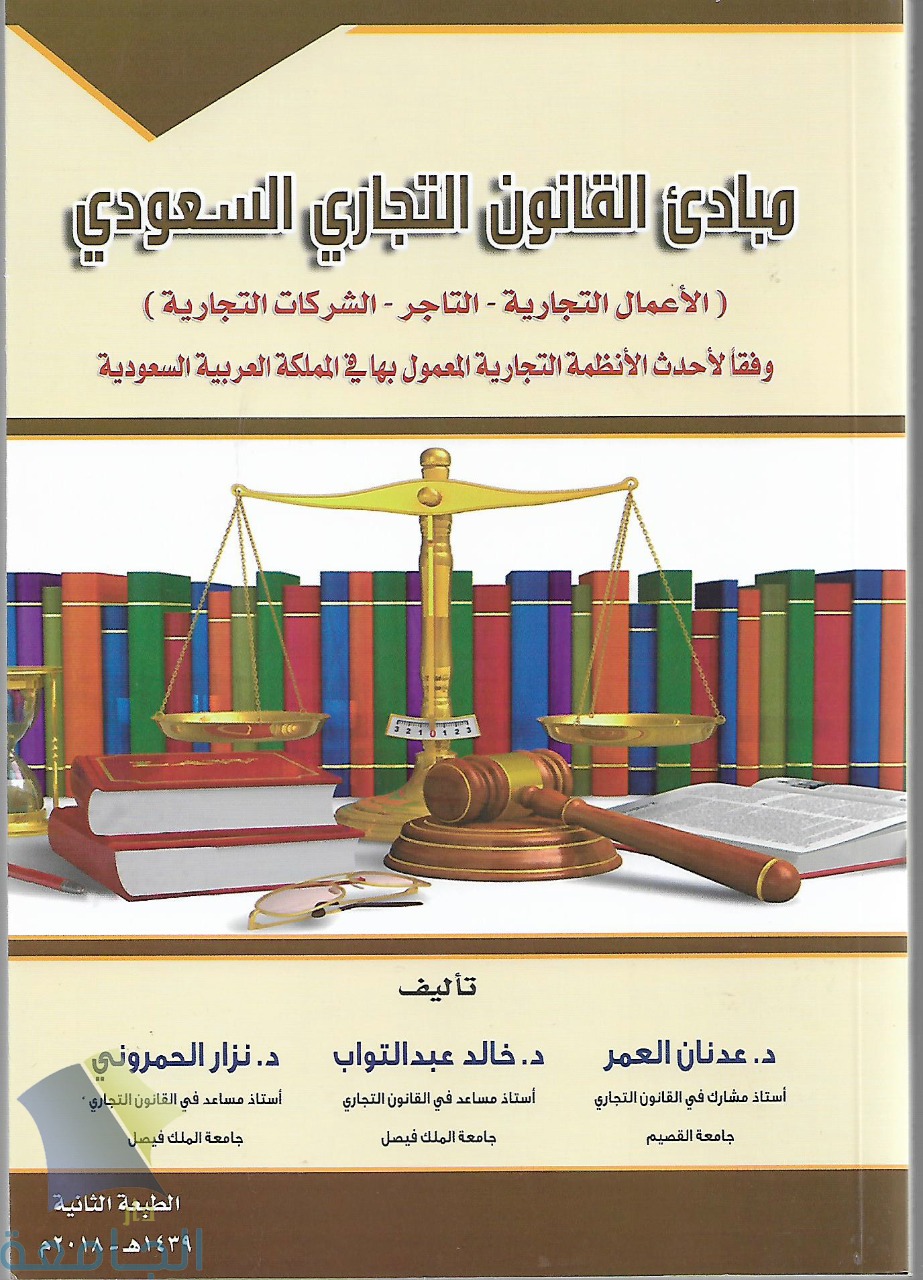 مبادئ القانون التجاري السعودي
( الأعمال التجارية - التاجر - الشركات التجارية )
وفقاً لأحدث الأنظمة التجارية المعمول بها في المملكة العربية السعودية
3 2 1 0 1 2 3
LAW
تأليف
د. عدنان العمر
أستاذ مشارك في القانون التجاري
جامعة القصيم
د. خالد عبدالتواب
أستاذ مساعد في القانون التجاري
جامعة الملك فيصل
د. نزار الحمروني
أستاذ مساعد في القانون التجاري
جامعة الملك فيصل
الطبعة الثانية
١٤٣٩هـ - ٢٠١٨م
دار
الجامعة